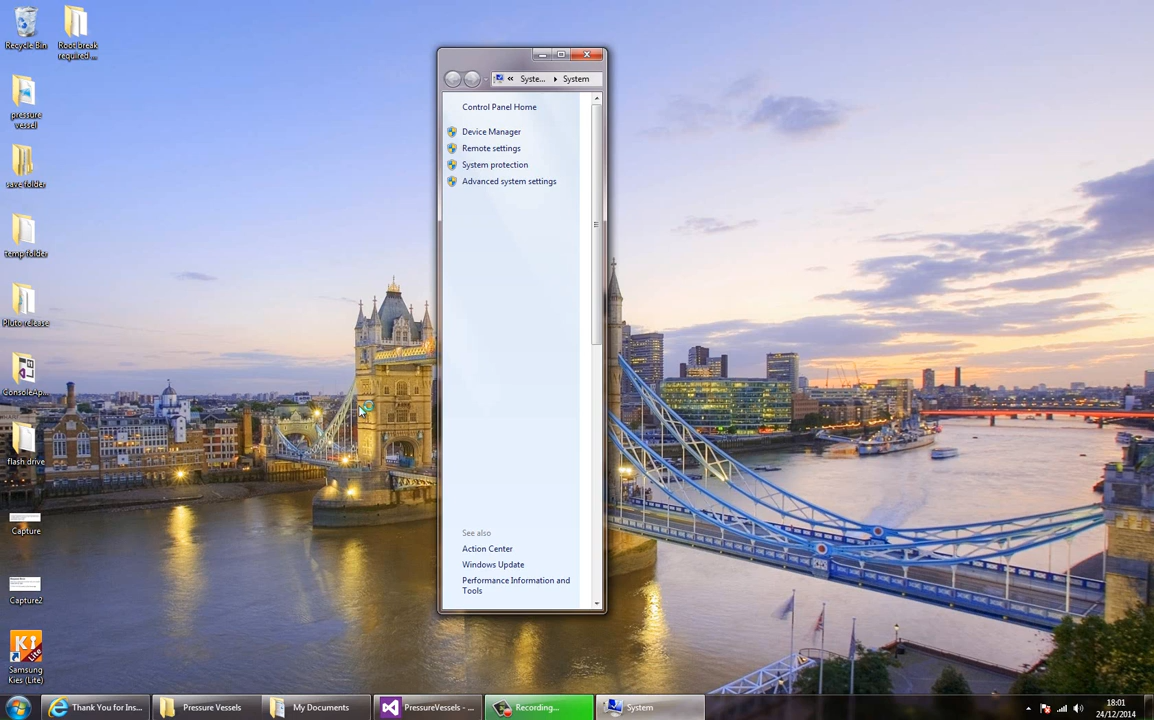 Recycle Bin
Root break
required ...
pressure
vessel
save folder
temp folder
Pluto release
ConsoleAp...
flash drive
Capture
Capture2
Ki
Lite
Samsung
Kies (Lite)
« Syste... ▸ System
Control Panel Home
Device Manager
Remote settings
System protection
Advanced system settings
See also
Action Center
Windows Update
Performance Information and
Tools
Thank You for Ins...
Pressure Vessels
My Documents
PressureVessels - ...
Recording...
System
18:01
24/12/2014